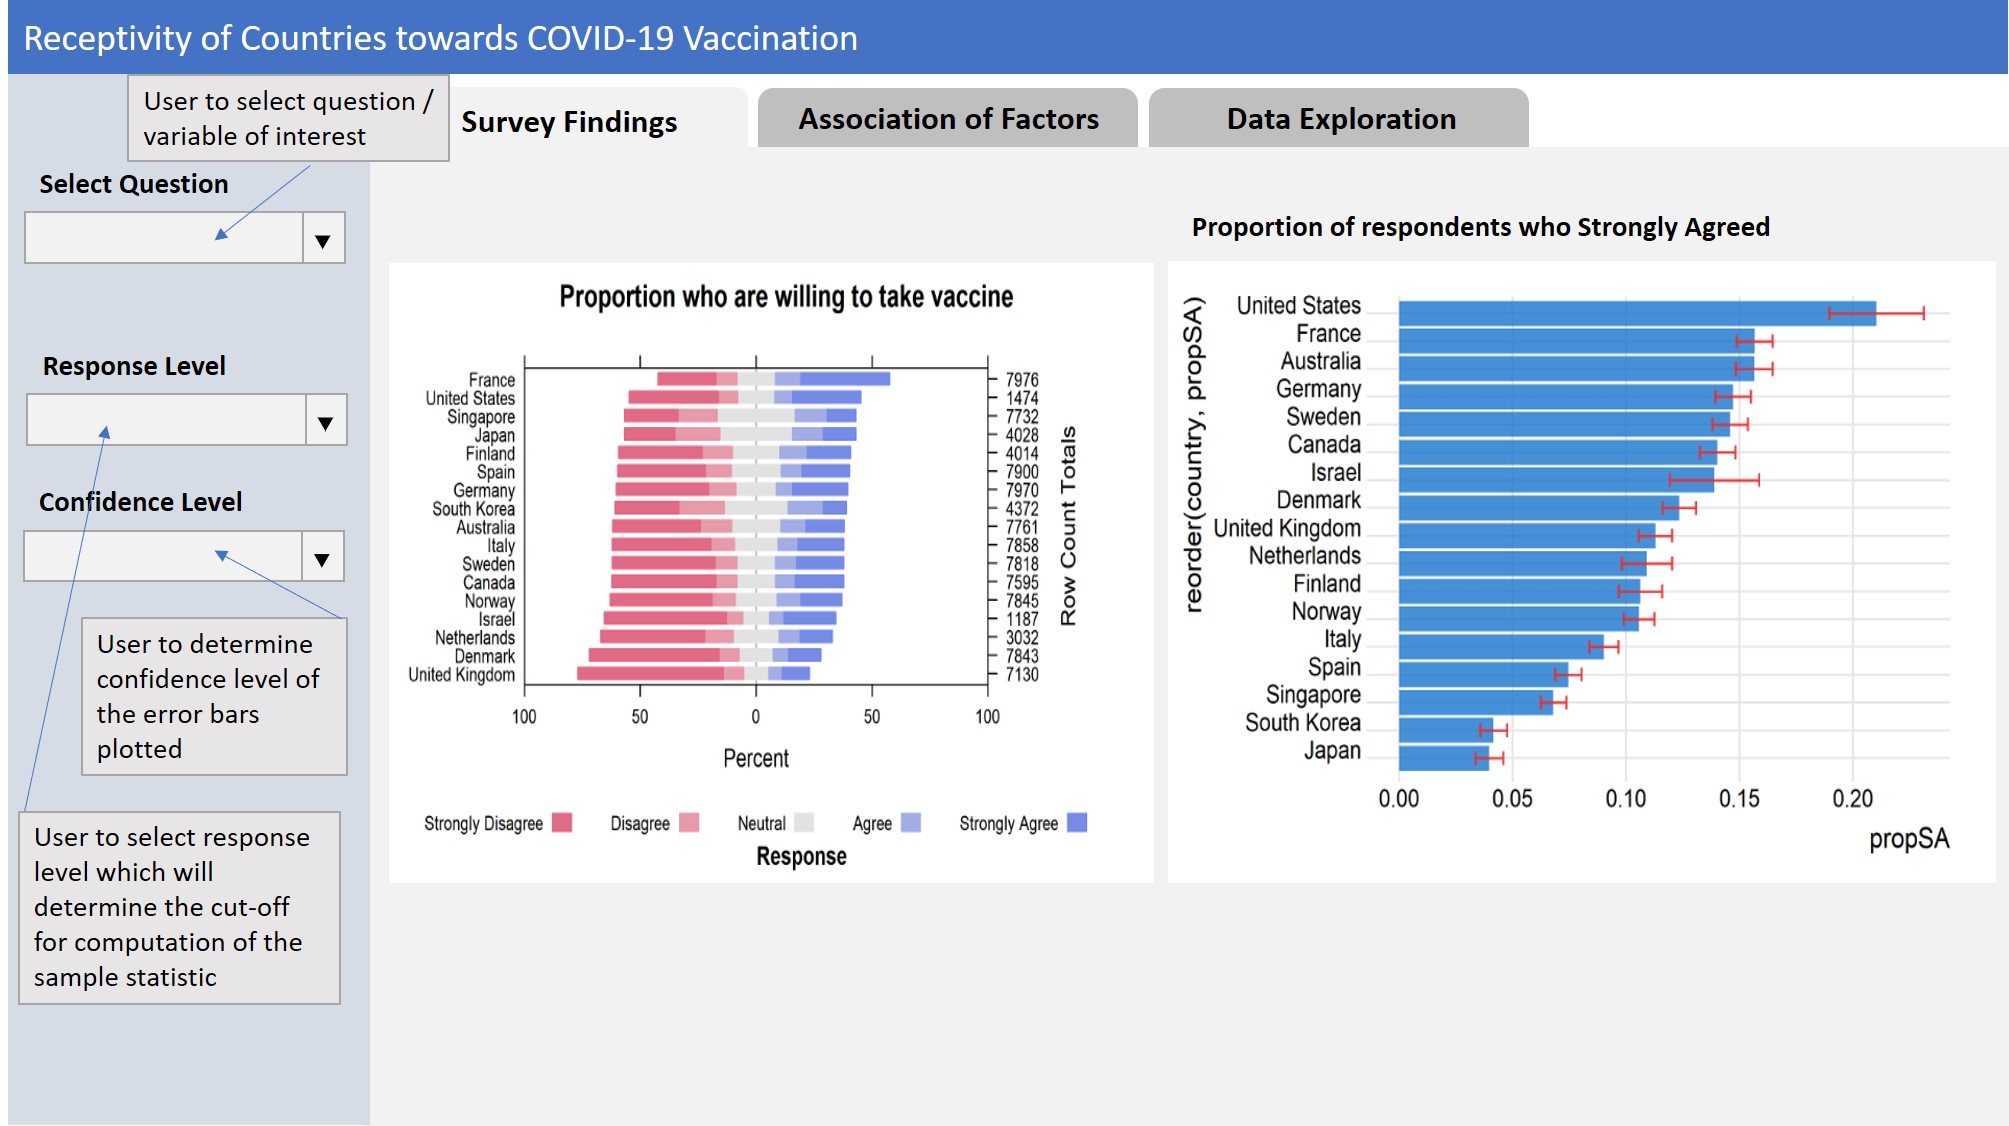 Receptivity of Countries towards COVID-19 Vaccination
User to select question /
variable of interest
Survey Findings
Association of Factors
Data Exploration
Select Question
▼
Response Level
▼
Confidence Level
▼
User to determine
confidence level of
the error bars
plotted
User to select response
level which will
determine the cut-off
for computation of the
sample statistic
Proportion who are willing to take vaccine
France 7976
United States 1474
Singapore 7732
Japan 4028
Finland 4014
Spain 7900
Germany 7970
South Korea 4372
Australia 7761
Italy 7858
Sweden 7818
Canada 7595
Norway 7845
Israel 1187
Netherlands 3032
Denmark 7843
United Kingdom 7130
Row Count Totals
100 50 0 50 100
Percent
Strongly Disagree Disagree Neutral Agree Strongly Agree
Response
Proportion of respondents who Strongly Agreed
reorder(country, propSA)
United States
France
Australia
Germany
Sweden
Canada
Israel
Denmark
United Kingdom
Netherlands
Finland
Norway
Italy
Spain
Singapore
South Korea
Japan
0.00 0.05 0.10 0.15 0.20
propSA